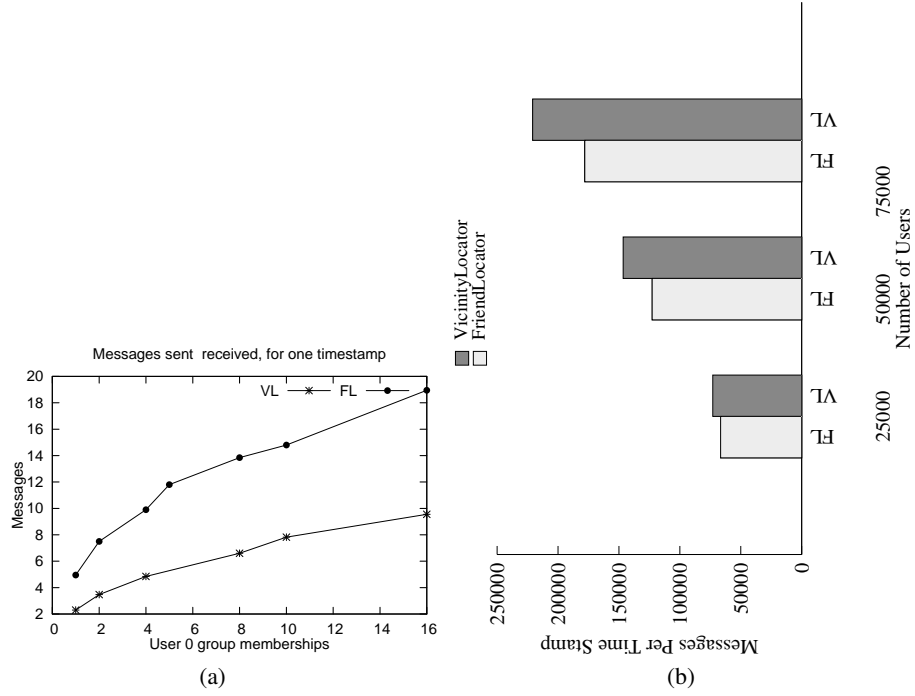 Messages sent  received, for one timestamp
VL
FL
20
18
16
14
12
10
8
6
4
2
Messages
0 2 4 6 8 10 12 14 16
User 0 group memberships
(a)
VicinityLocator
FriendLocator
250000
200000
150000
100000
50000
0
Messages Per Time Stamp
FL VL
FL VL
FL VL
25000 50000 75000
Number of Users
(b)